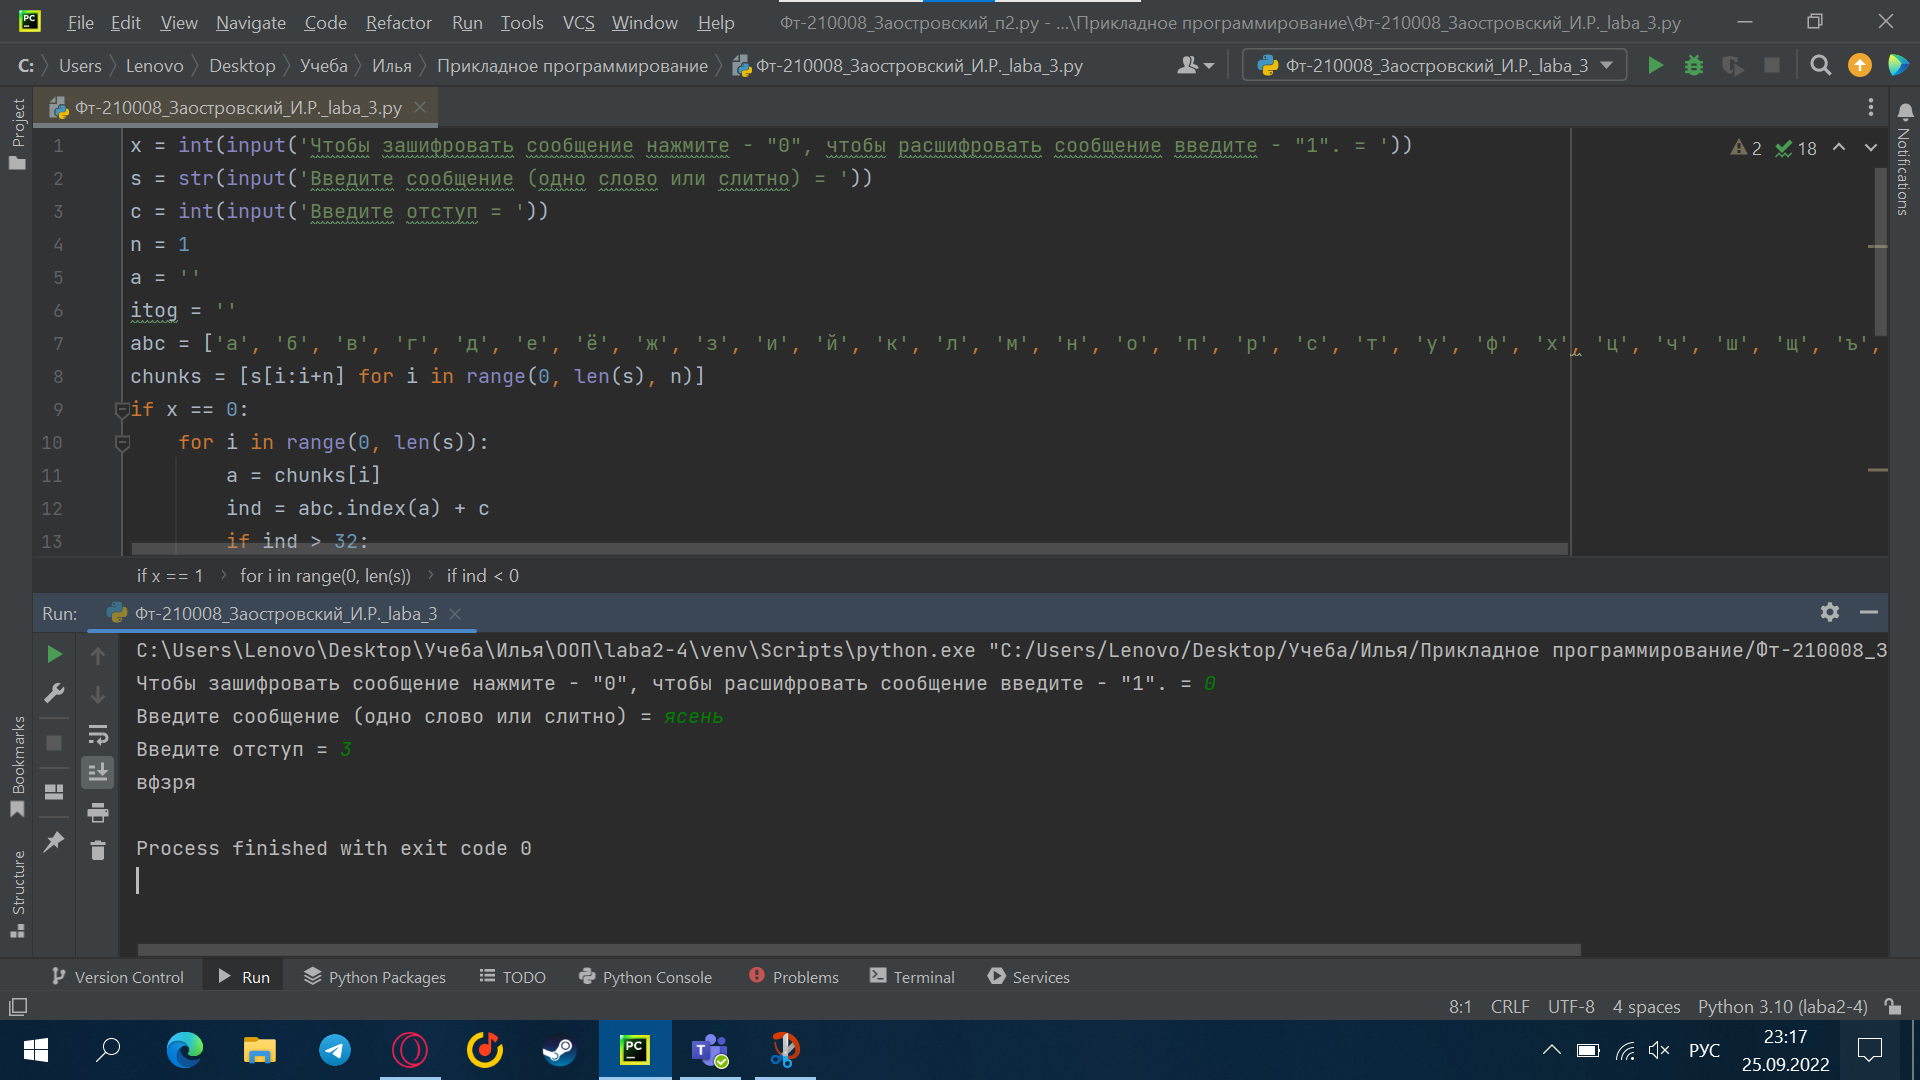 File Edit View Navigate Code Refactor Run Tools VCS Window Help Фт-210008_Заостровский_п2.py - ...\Прикладное программирование\Фт-210008_Заостровский_И.Р._laba_3.py
C: Users Lenovo Desktop Учеба Илья Прикладное программирование Фт-210008_Заостровский_И.Р._laba_3.py Фт-210008_Заостровский_И.Р._laba_3
Project
Фт-210008_Заостровский_И.Р._laba_3.py
Notifications
2 18
1 x = int(input('Чтобы зашифровать сообщение нажмите - "0", чтобы расшифровать сообщение введите - "1". = '))
2 s = str(input('Введите сообщение (одно слово или слитно) = '))
3 c = int(input('Введите отступ = '))
4 n = 1
5 a = ''
6 itog = ''
7 abc = ['а', 'б', 'в', 'г', 'д', 'е', 'ё', 'ж', 'з', 'и', 'й', 'к', 'л', 'м', 'н', 'о', 'п', 'р', 'с', 'т', 'у', 'ф', 'х', 'ц', 'ч', 'ш', 'щ', 'ъ',
8 chunks = [s[i:i+n] for i in range(0, len(s), n)]
9 if x == 0:
10 for i in range(0, len(s)):
11 a = chunks[i]
12 ind = abc.index(a) + c
13 if ind > 32:
if x == 1 for i in range(0, len(s)) if ind < 0
Run: Фт-210008_Заостровский_И.Р._laba_3
C:\Users\Lenovo\Desktop\Учеба\Илья\ООП\laba2-4\venv\Scripts\python.exe "C:/Users/Lenovo/Desktop/Учеба/Илья/Прикладное программирование/Фт-210008_З
Чтобы зашифровать сообщение нажмите - "0", чтобы расшифровать сообщение введите - "1". = 0
Введите сообщение (одно слово или слитно) = ясень
Введите отступ = 3
вфзря
Process finished with exit code 0
Bookmarks
Structure
Version Control Run Python Packages TODO Python Console Problems Terminal Services
8:1 CRLF UTF-8 4 spaces Python 3.10 (laba2-4)
РУС 23:17
25.09.2022